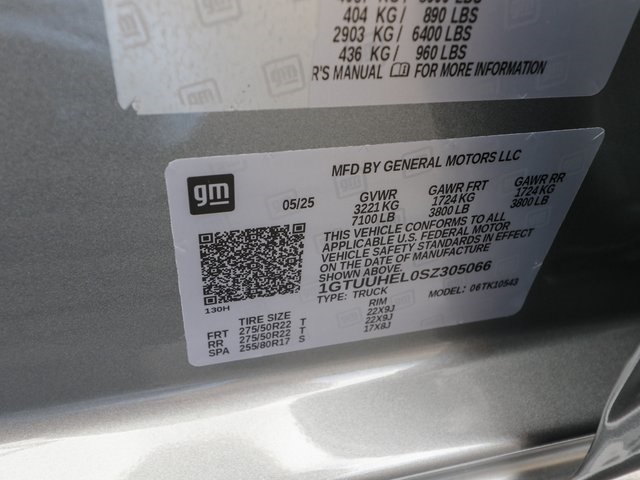 404 KG/ 890 LBS
2903 KG/ 6400 LBS
436 KG/ 960 LBS
R'S MANUAL FOR MORE INFORMATION
gm
MFD BY GENERAL MOTORS LLC
gm
05/25 GVWR GAWR FRT GAWR RR
3221 KG 1724 KG 1724 KG
7100 LB 3800 LB 3800 LB
THIS VEHICLE CONFORMS TO ALL
APPLICABLE U.S. FEDERAL MOTOR
VEHICLE SAFETY STANDARDS IN EFFECT
ON THE DATE OF MANUFACTURE
SHOWN ABOVE.
1GTUUHEL0SZ305066
TYPE: TRUCK MODEL: 06TK10543
130H
TIRE SIZE RIM
FRT 275/50R22 T 22X9J
RR 275/50R22 T 22X9J
SPA 255/80R17 S 17X8J